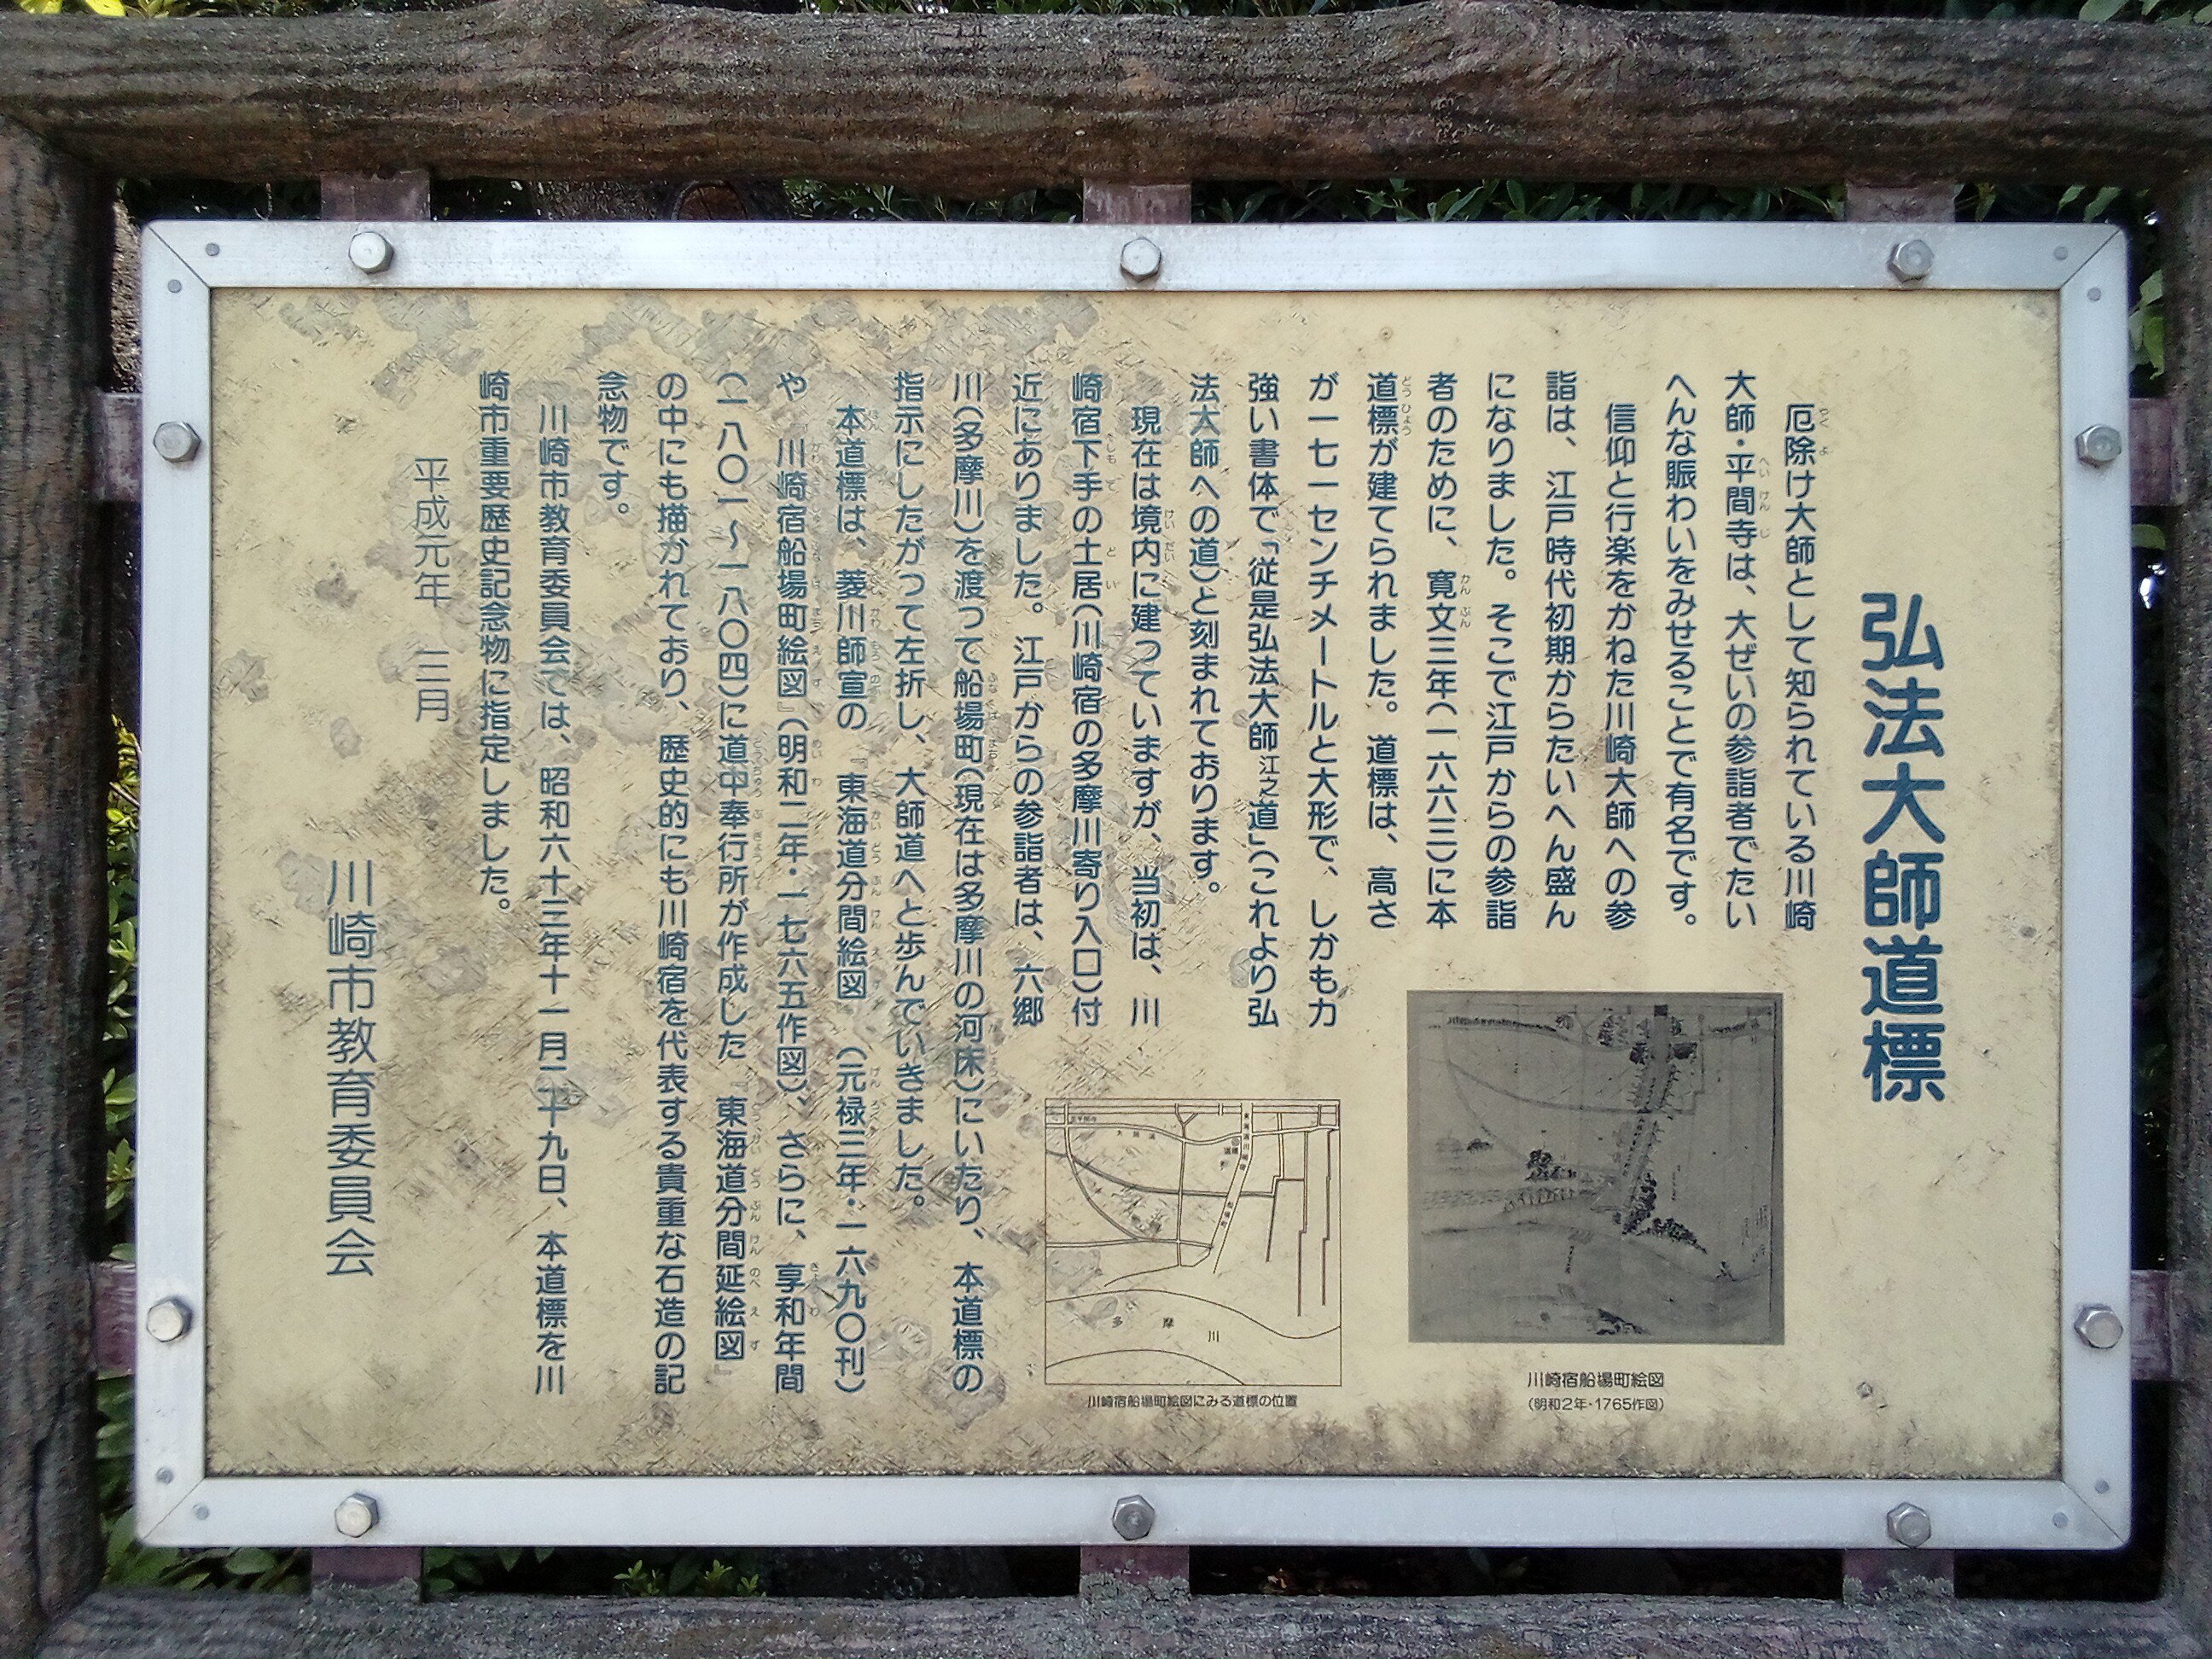 弘法大師道標
厄除け大師として知られている川崎
大師・平間寺は、大ぜいの参詣者でたい
へんな賑わいをみせることで有名です。
信仰と行楽をかねた川崎大師への参
詣は、江戸時代初期からたいへん盛ん
になりました。そこで江戸からの参詣
者のために、寛文三年(一六六三)に本
道標が建てられました。道標は、高さ
が一七一センチメートルと大形で、しかも力
強い書体で「従是弘法大師江之道」(これより弘
法大師への道)と刻まれております。
現在は境内に建っていますが、当初は、川
崎宿下手の土居(川崎宿の多摩川寄り入口)付
近にありました。江戸からの参詣者は、六郷
川(多摩川)を渡って船場町(現在は多摩川の河床)にいたり、本道標の
指示にしたがって左折し、大師道へと歩んでいきました。
本道標は、菱川師宣の『東海道分間絵図』(元禄三年・一六九〇刊)
や『川崎宿船場町絵図』(明和二年・一七六五作図)、さらに、享和年間
(一八〇一〜一八〇四)に道中奉行所が作成した『東海道分間延絵図』
の中にも描かれており、歴史的にも川崎宿を代表する貴重な石造の記
念物です。
川崎市教育委員会では、昭和六十三年十一月二十九日、本道標を川
崎市重要歴史記念物に指定しました。
平成元年 三月
川崎市教育委員会
川崎宿船場町絵図
(明和2年・1765作図)
多摩川
川崎宿船場町絵図にみる道標の位置